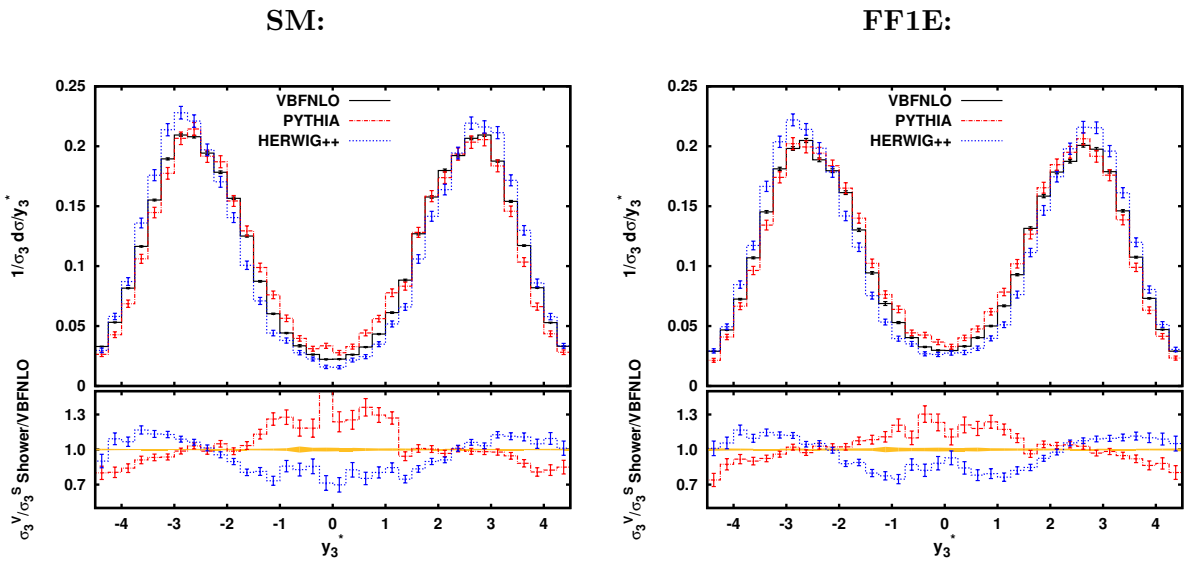 SM:
0.25
0.2
0.15
0.1
0.05
0
1/σ₃ dσ/y₃*
VBFNLO
PYTHIA
HERWIG++
1.3
1.0
0.7
σ₃ⱽ/σ₃ˢ Shower/VBFNLO
-4 -3 -2 -1 0 1 2 3 4
y₃*
FF1E:
0.25
0.2
0.15
0.1
0.05
0
1/σ₃ dσ/y₃*
VBFNLO
PYTHIA
HERWIG++
1.3
1.0
0.7
σ₃ⱽ/σ₃ˢ Shower/VBFNLO
-4 -3 -2 -1 0 1 2 3 4
y₃*